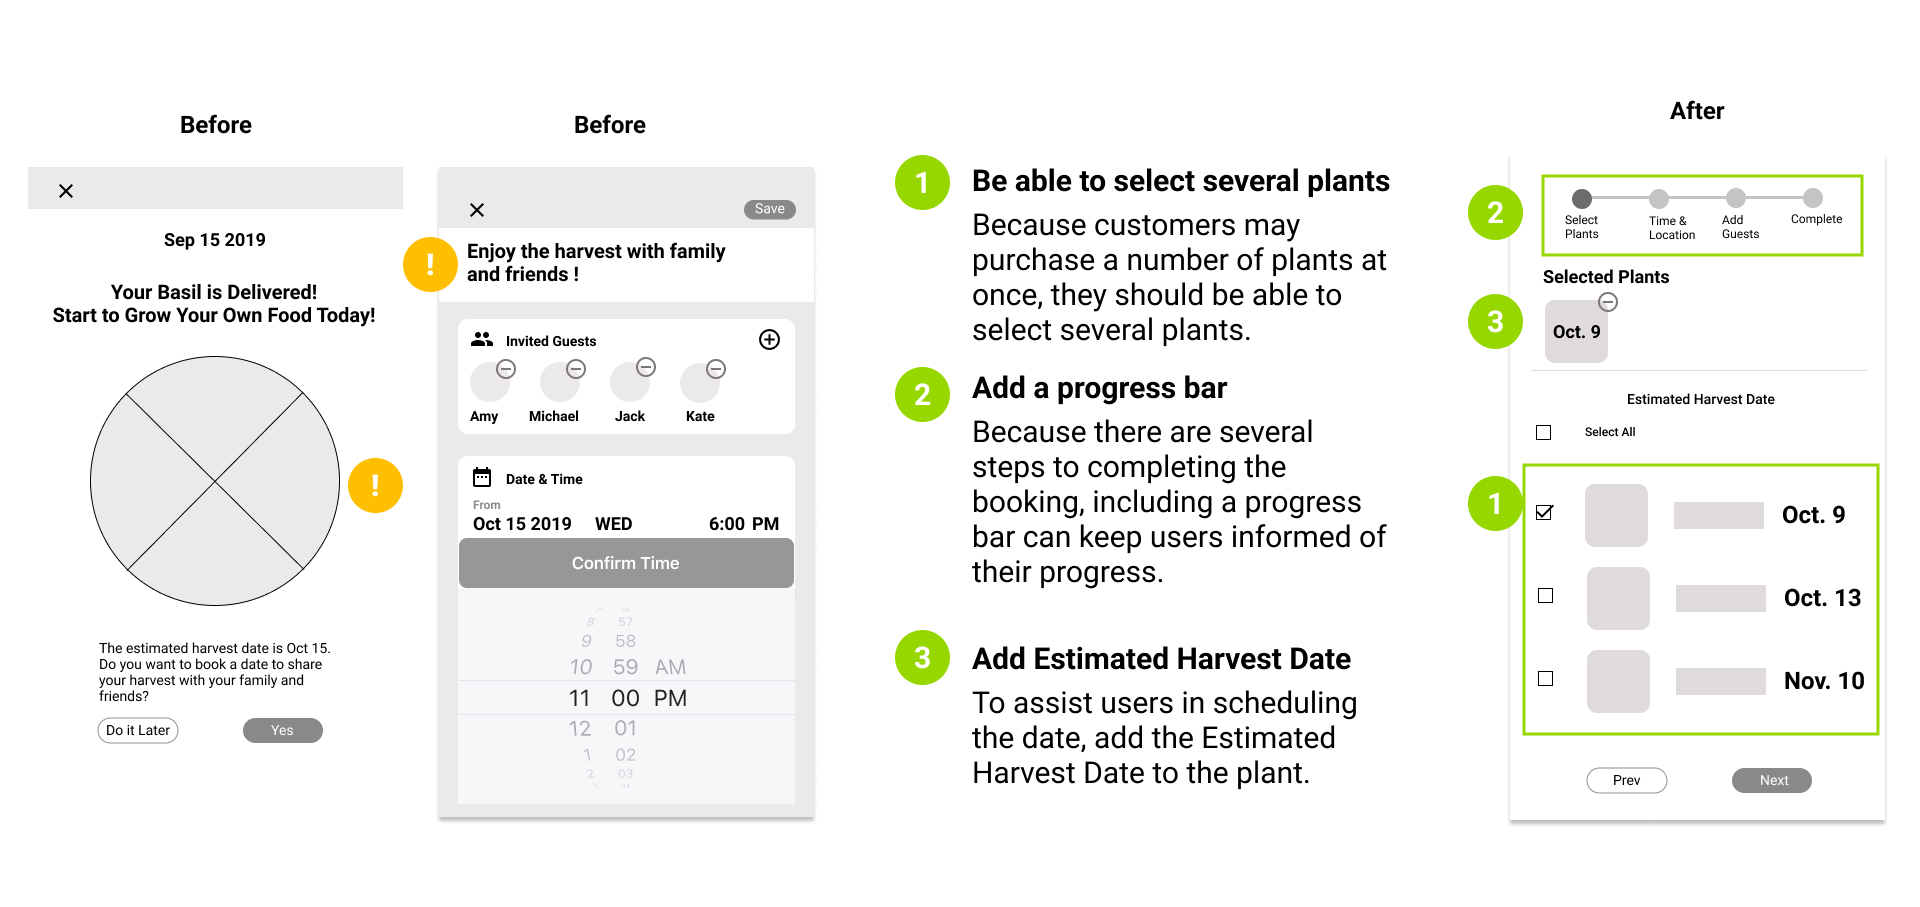 Before
Sep 15 2019
Your Basil is Delivered!
Start to Grow Your Own Food Today!
!
The estimated harvest date is Oct 15.
Do you want to book a date to share
your harvest with your family and
friends?
Do it Later
Yes
Before
Save
!
Enjoy the harvest with family
and friends !
Invited Guests
Amy Michael Jack Kate
Date & Time
From
Oct 15 2019 WED 6:00 PM
Confirm Time
8 57
9 58
10 59 AM
11 00 PM
12 01
1 02
2 03
1
Be able to select several plants
Because customers may
purchase a number of plants at
once, they should be able to
select several plants.
2
Add a progress bar
Because there are several
steps to completing the
booking, including a progress
bar can keep users informed of
their progress.
3
Add Estimated Harvest Date
To assist users in scheduling
the date, add the Estimated
Harvest Date to the plant.
After
2
Select
Plants
Time &
Location
Add
Guests
Complete
Selected Plants
3
Oct. 9
Estimated Harvest Date
Select All
1
Oct. 9
Oct. 13
Nov. 10
Prev
Next